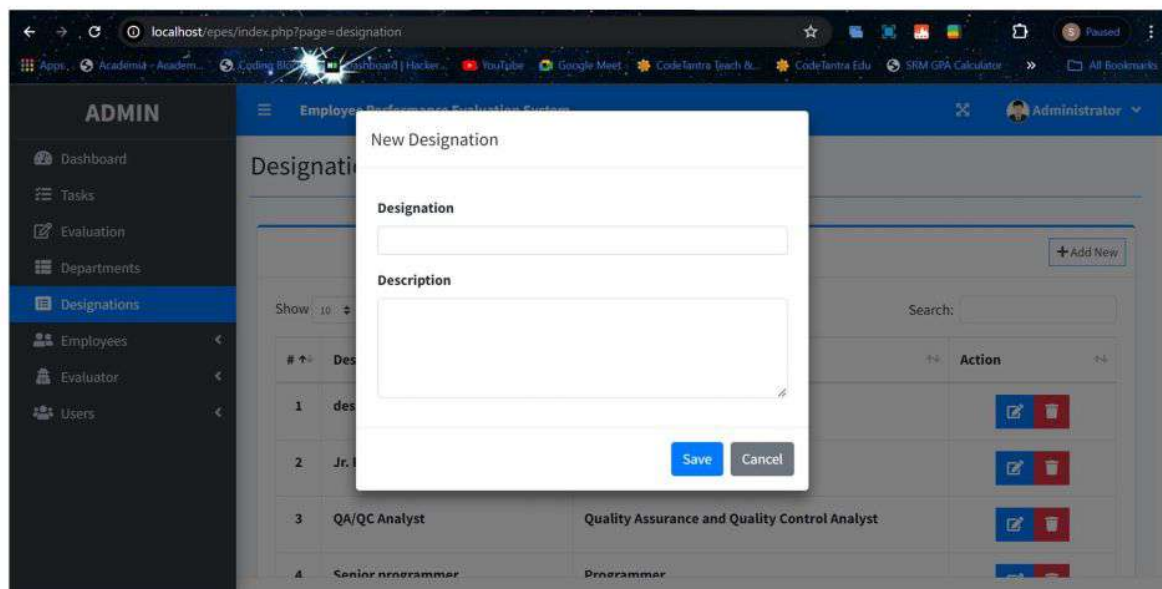 localhost/epes/index.php?page=designation
Paused
Apps
Academia - Academ...
Coding Bl
Dashboard | Hacker...
YouTube
Google Meet
CodeTantra Teach &...
CodeTantra Edu
SRM GPA Calculator
»
All Bookmarks
ADMIN
Employee Performance Evaluation System
Administrator
New Designation
Dashboard
Tasks
Evaluation
Departments
Designations
Employees
Evaluator
Users
Designati
+ Add New
Designation
Description
Show 10
Search:
# Des Action
1 des
2 Jr.
3 QA/QC Analyst Quality Assurance and Quality Control Analyst
4 Senior programmer Programmer
Save Cancel